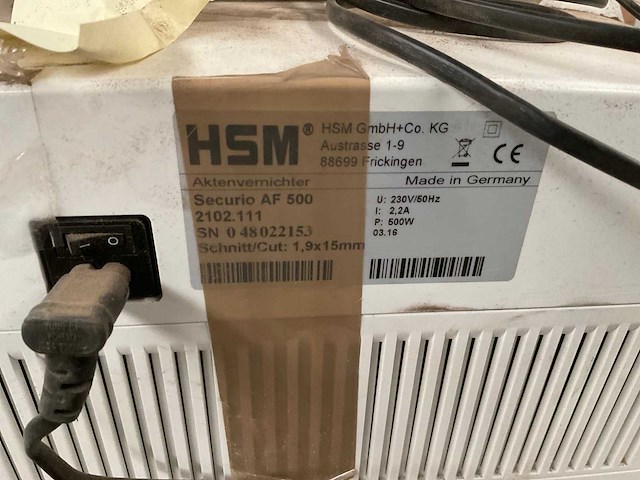 HSM® HSM GmbH+Co. KG
Austrasse 1-9
88699 Frickingen
CE
Aktenvernichter Made in Germany
Securio AF 500
2102.111
SN 0 48022153
Schnitt/Cut: 1,9x15mm
U: 230V/50Hz
I: 2,2A
P: 500W
03.16
I O